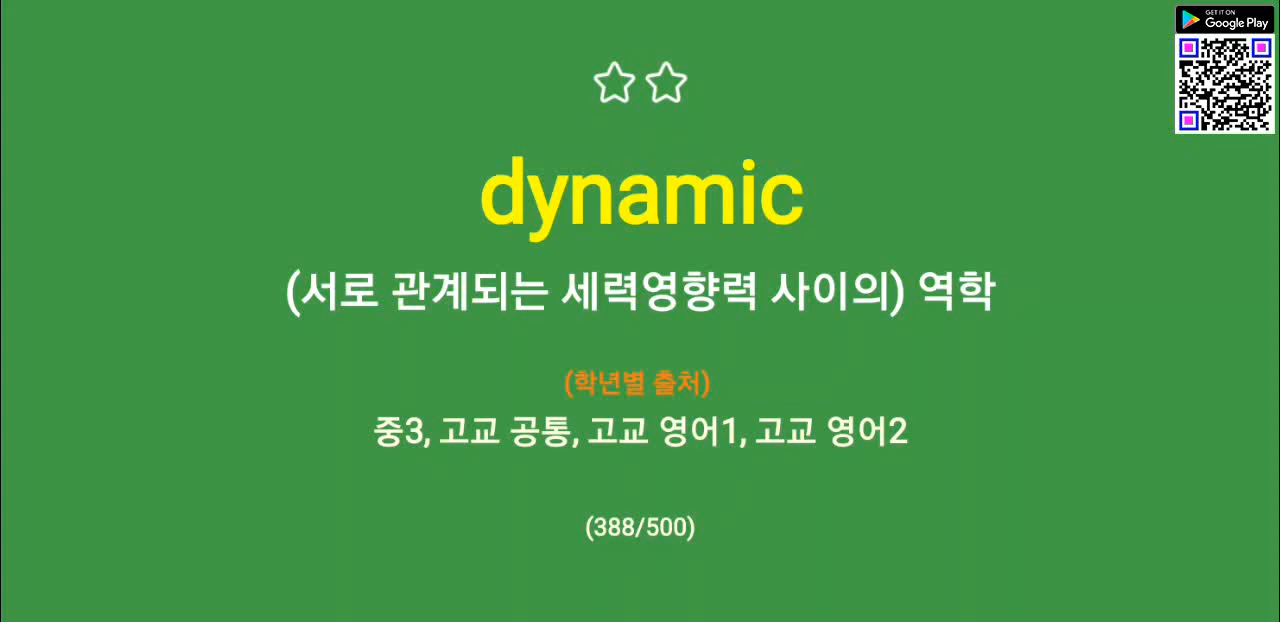 GET IT ON
Google Play
dynamic
(서로 관계되는 세력영향력 사이의) 역학
(학년별 출처)
중3, 고교 공통, 고교 영어1, 고교 영어2
(388/500)